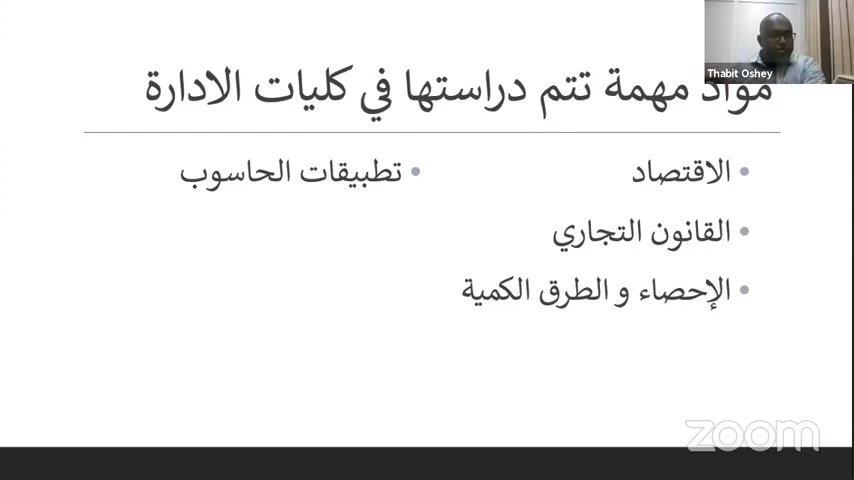 Thabit Oshey
مواد مهمة تتم دراستها في كليات الادارة
• الاقتصاد
• القانون التجاري
• الإحصاء و الطرق الكمية
• تطبيقات الحاسوب
zoom